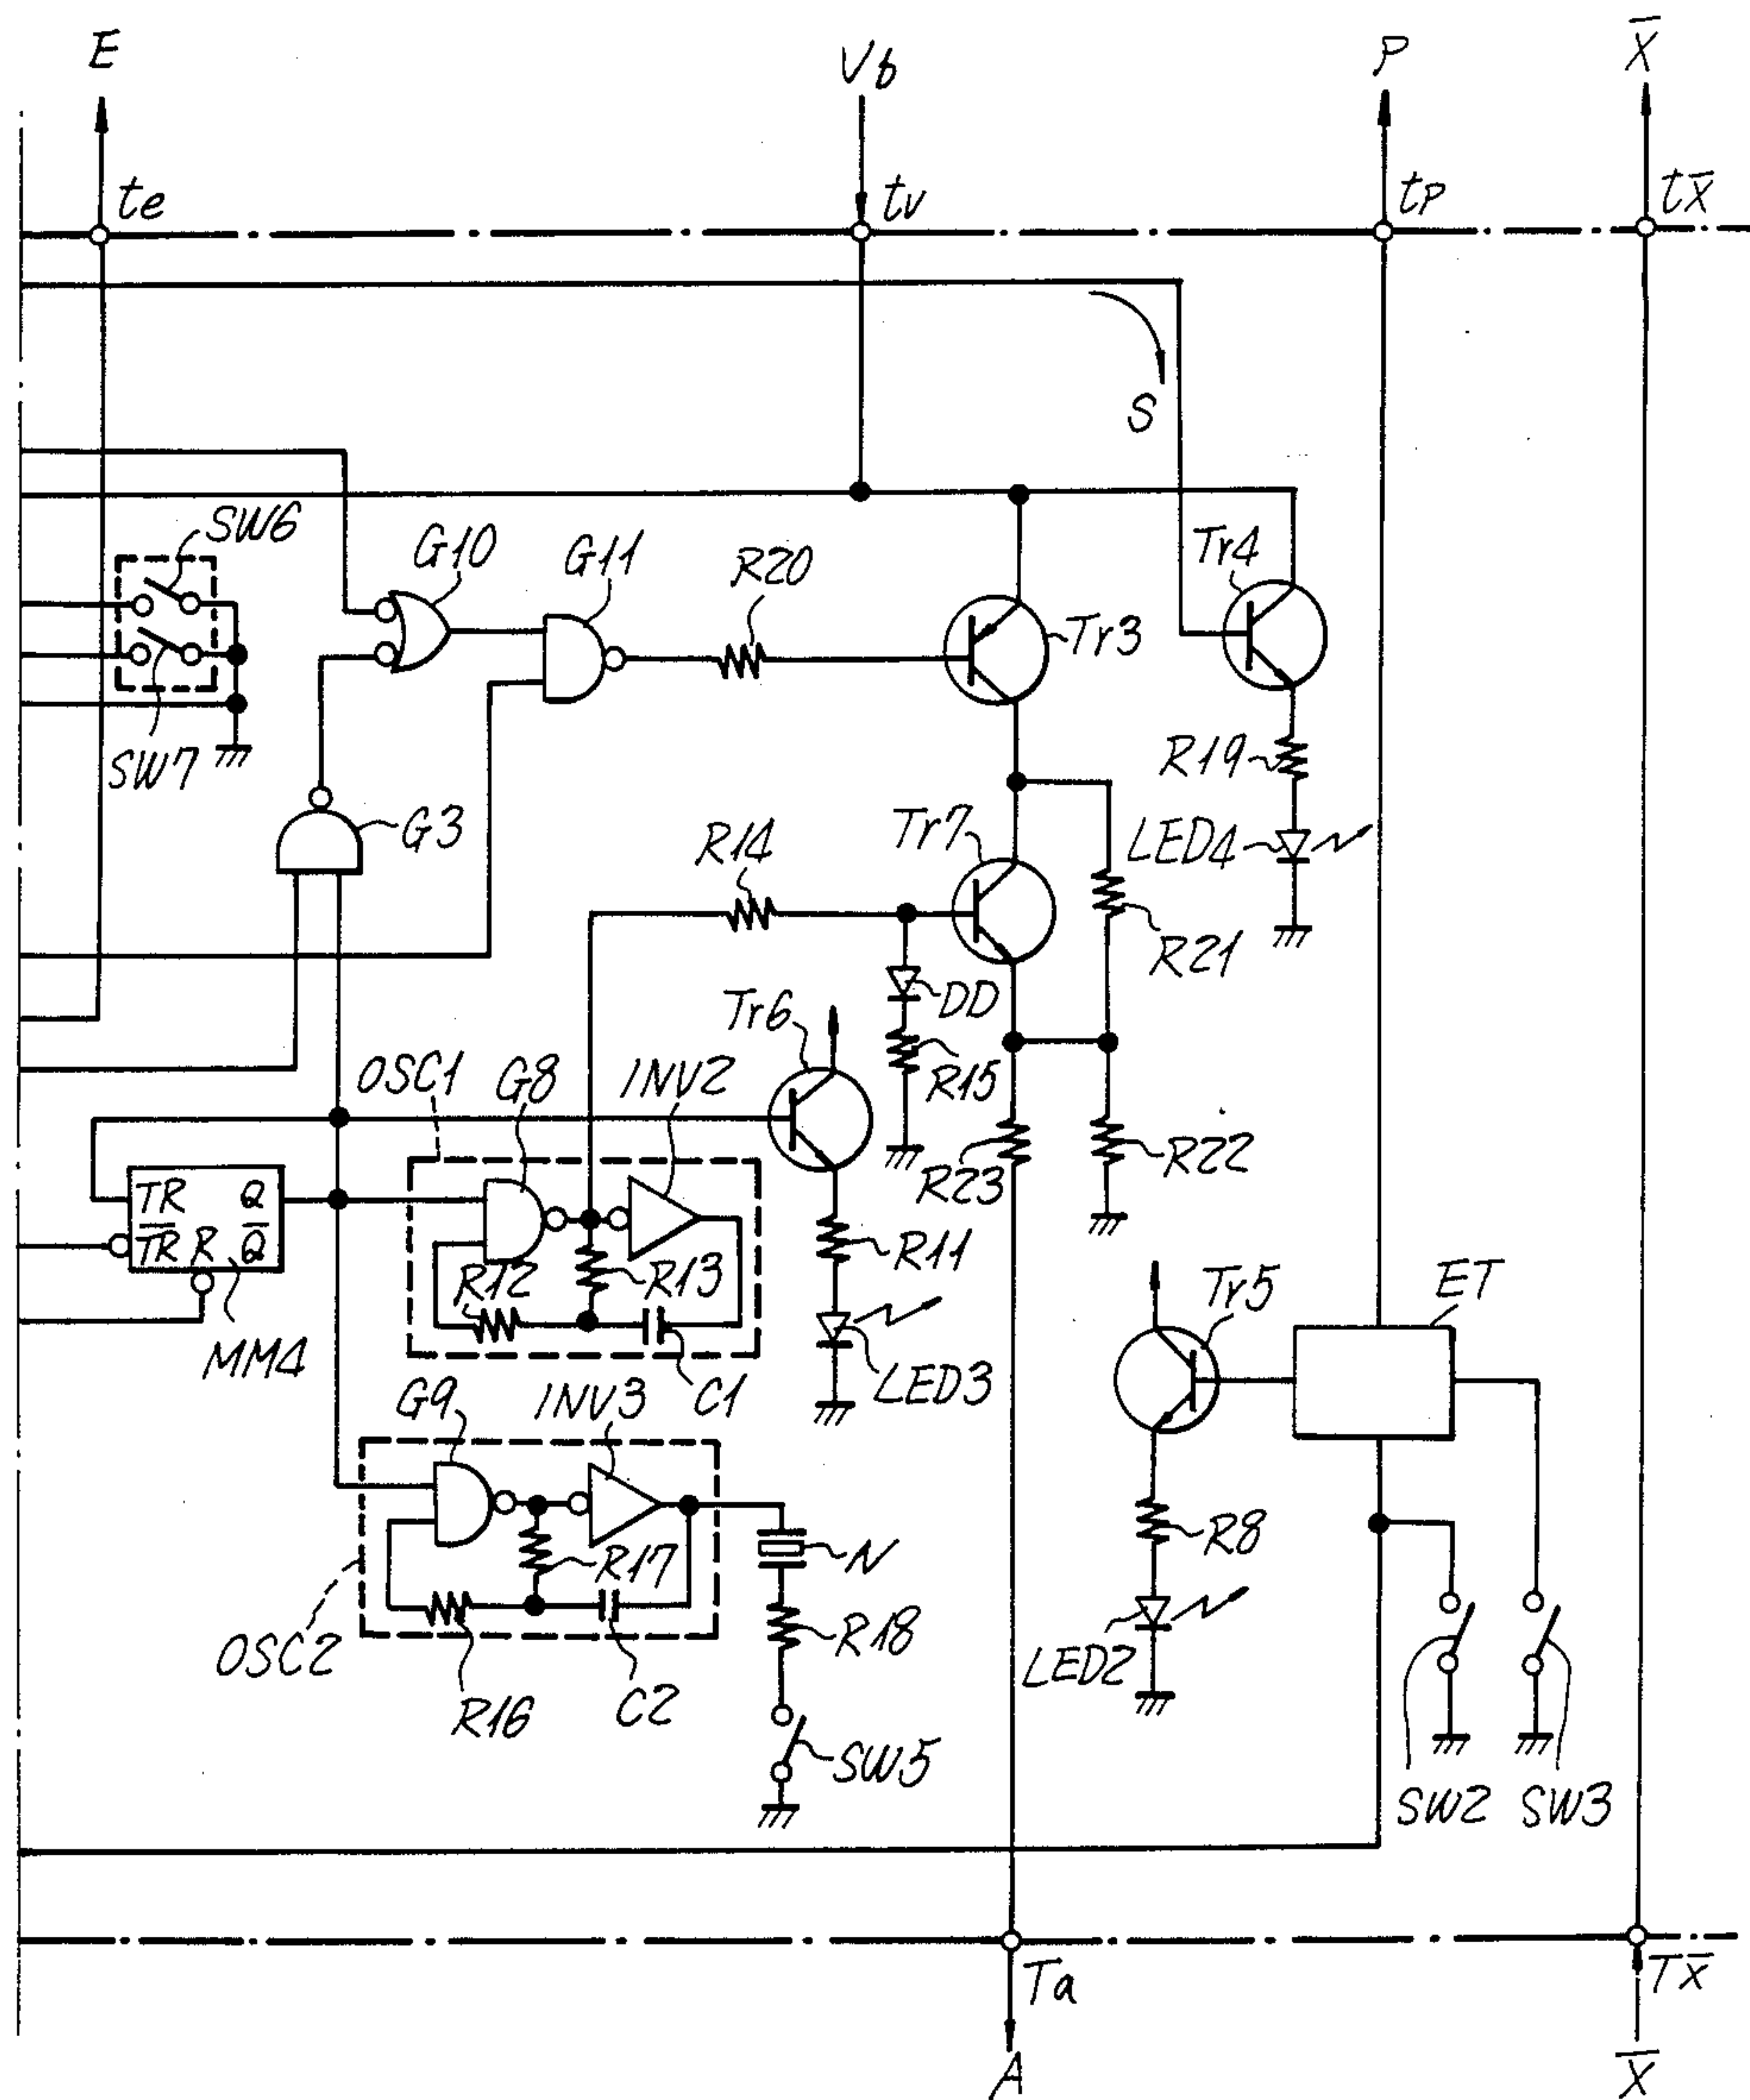 E
Vb
P
X̅
te
tv
tP
tX̅
S
SW6
G10
G11
R20
Tr4
Tr3
SW7
R19
G3
R14
Tr7
LED4
R21
DD
Tr6
OSC1
G8
INV2
R15
R23
R22
TR Q
T̅R̅ R Q̅
R12
R13
R11
Tr5
ET
MM4
C1
LED3
G9
INV3
R17
N
R8
OSC2
R18
LED2
R16
C2
SW5
SW2
SW3
Ta
TX̅
A
X̅